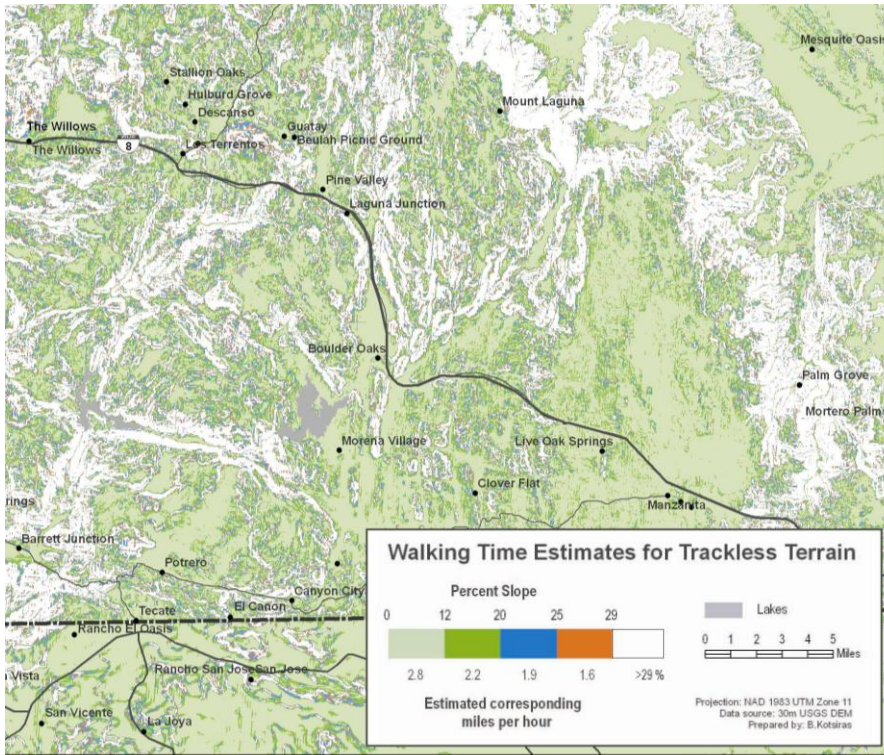 Mesquite Oasis
Stallion Oaks
Hulburd Grove
Mount Laguna
Descanso
The Willows
Guatay
Beulah Picnic Ground
8
The Willows
Los Terrentos
Pine Valley
Laguna Junction
Boulder Oaks
Palm Grove
Mortero Palms
Morena Village
Live Oak Springs
Clover Flat
rings
Manzanita
Barrett Junction
Potrero
Canyon City
Tecate
El Canon
Rancho El Oasis
Rancho San Jose
San Jose
Vista
San Vicente
La Joya
Walking Time Estimates for Trackless Terrain
Percent Slope
0 12 20 25 29
2.8 2.2 1.9 1.6 >29 %
Estimated corresponding
miles per hour
Lakes
0 1 2 3 4 5
Miles
Projection: NAD 1983 UTM Zone 11
Data source: 30m USGS DEM
Prepared by: B.Kotsiras